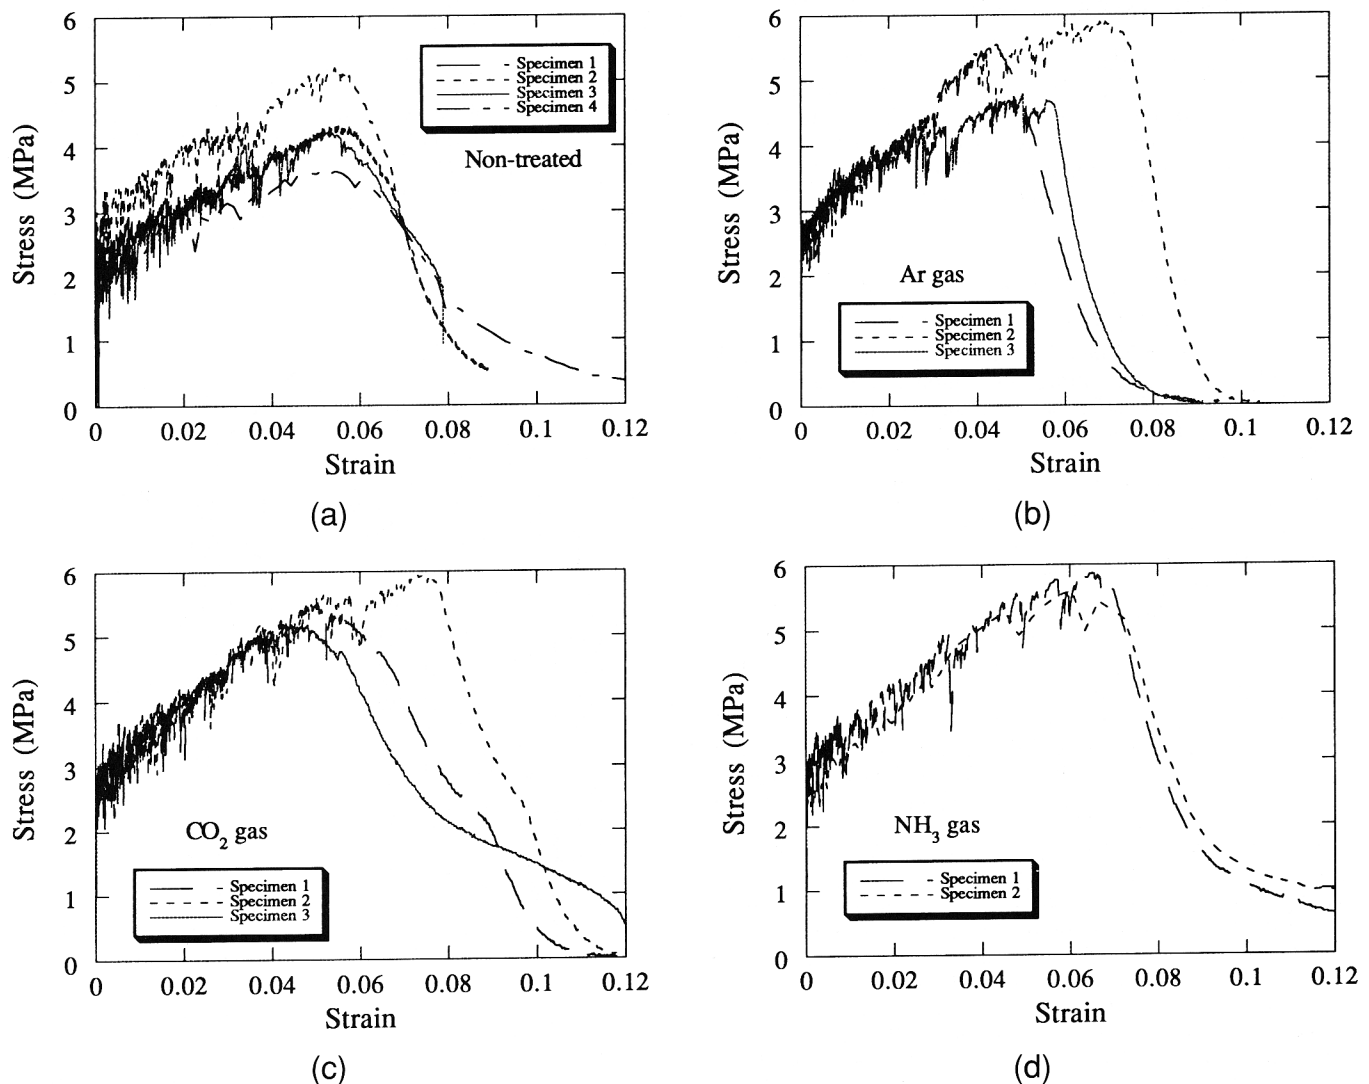 6
5
4
3
2
1
0
Stress (MPa)
Specimen 1
Specimen 2
Specimen 3
Specimen 4
Non-treated
0 0.02 0.04 0.06 0.08 0.1 0.12
Strain
(a)
6
5
4
3
2
1
0
Stress (MPa)
Ar gas
Specimen 1
Specimen 2
Specimen 3
0 0.02 0.04 0.06 0.08 0.1 0.12
Strain
(b)
6
5
4
3
2
1
0
Stress (MPa)
CO2 gas
Specimen 1
Specimen 2
Specimen 3
0 0.02 0.04 0.06 0.08 0.1 0.12
Strain
(c)
6
5
4
3
2
1
0
Stress (MPa)
NH3 gas
Specimen 1
Specimen 2
0 0.02 0.04 0.06 0.08 0.1 0.12
Strain
(d)